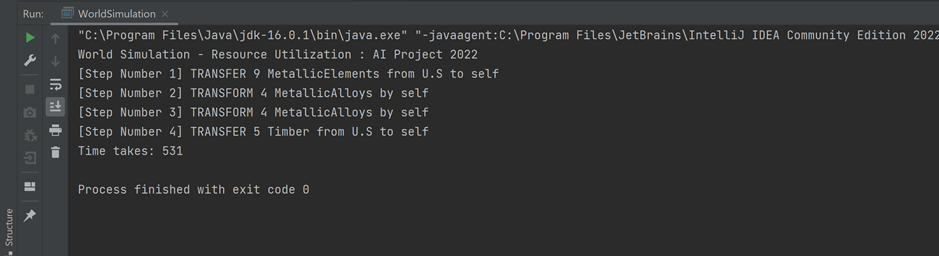 Run: WorldSimulation ×
"C:\Program Files\Java\jdk-16.0.1\bin\java.exe" "-javaagent:C:\Program Files\JetBrains\IntelliJ IDEA Community Edition 2022
World Simulation - Resource Utilization : AI Project 2022
[Step Number 1] TRANSFER 9 MetallicElements from U.S to self
[Step Number 2] TRANSFORM 4 MetallicAlloys by self
[Step Number 3] TRANSFORM 4 MetallicAlloys by self
[Step Number 4] TRANSFER 5 Timber from U.S to self
Time takes: 531
Process finished with exit code 0
Structure